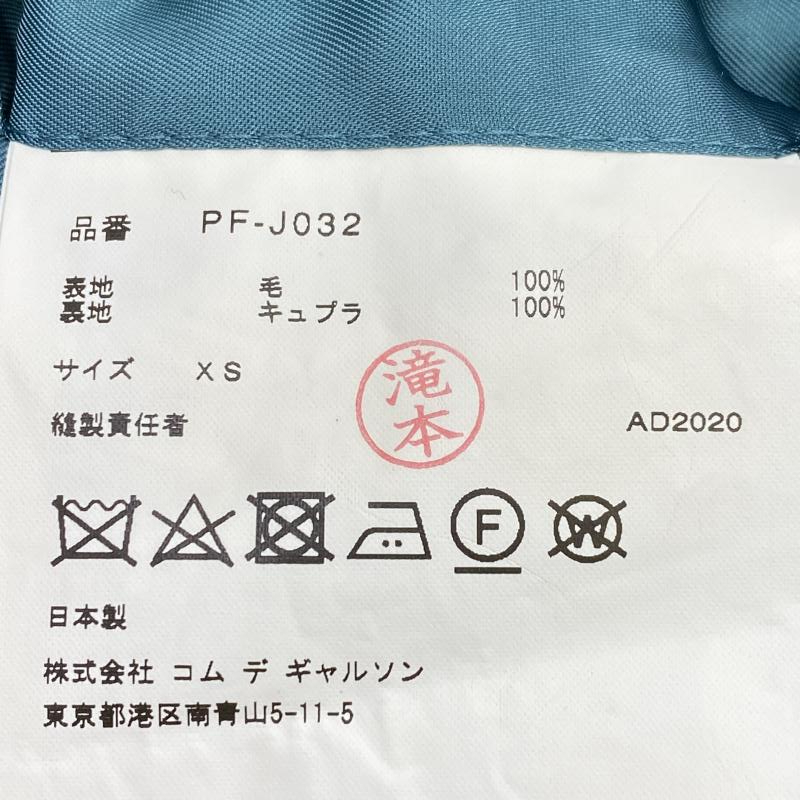 品番 PF-J032
表地 毛 100%
裏地 キュプラ 100%
サイズ XS
縫製責任者 滝本 AD2020
F W
日本製
株式会社 コム デ ギャルソン
東京都港区南青山5-11-5